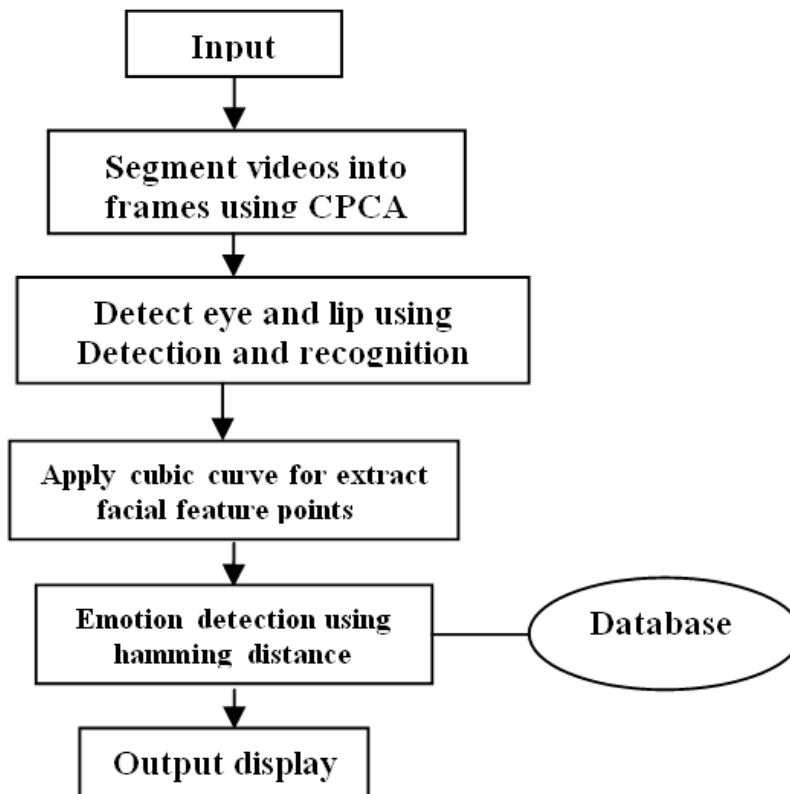 Input
Segment videos into
frames using CPCA
Detect eye and lip using
Detection and recognition
Apply cubic curve for extract
facial feature points
Emotion detection using
hamming distance
Database
Output display